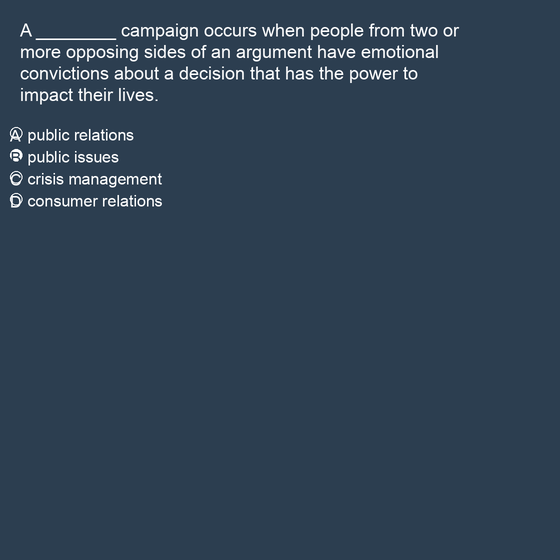 A ________ campaign occurs when people from two or
more opposing sides of an argument have emotional
convictions about a decision that has the power to
impact their lives.
A public relations
B public issues
C crisis management
D consumer relations